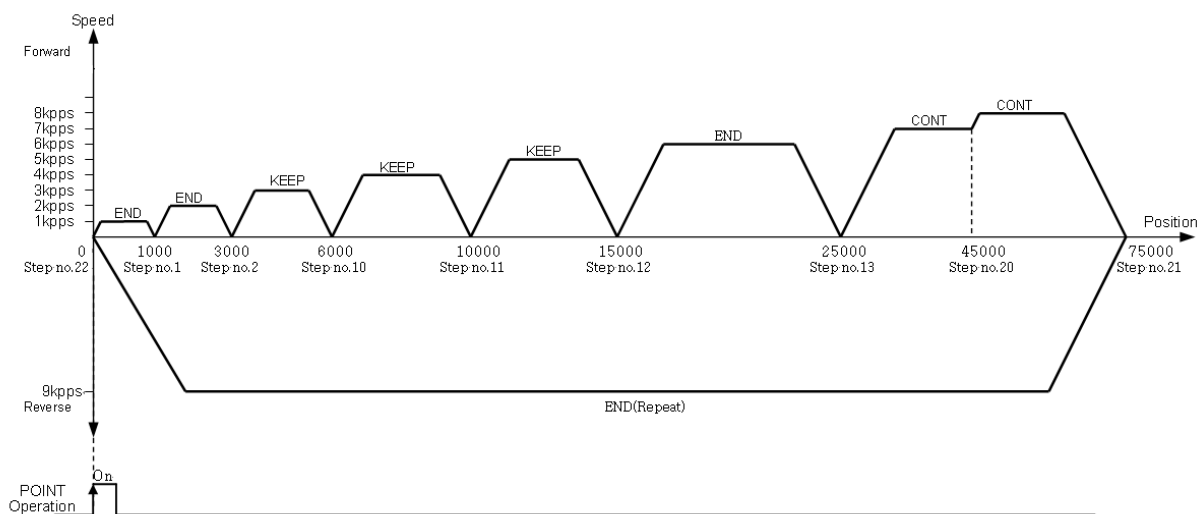 Speed
Forward
8kpps
7kpps
6kpps
5kpps
4kpps
3kpps
2kpps
1kpps
END
END
KEEP
KEEP
KEEP
END
CONT
CONT
Position
0
1000
3000
6000
10000
15000
25000
45000
75000
Step no.22
Step no.1
Step no.2
Step no.10
Step no.11
Step no.12
Step no.13
Step no.20
Step no.21
9kpps
Reverse
END(Repeat)
On
POINT
Operation